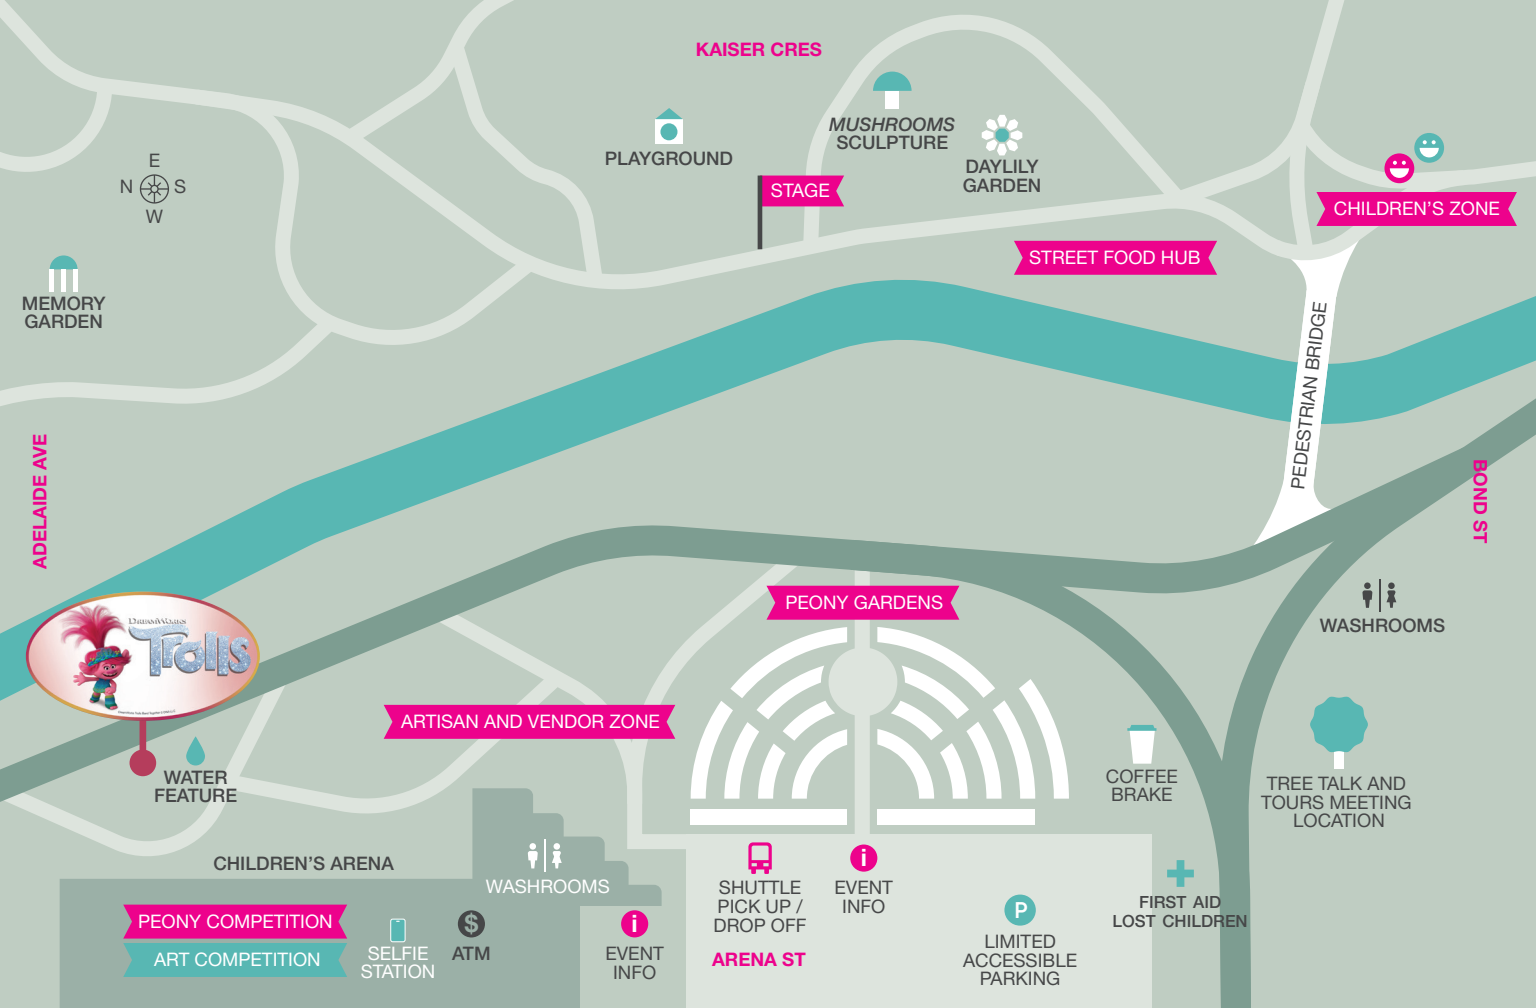 KAISER CRES
PLAYGROUND
MUSHROOMS
SCULPTURE
DAYLILY
GARDEN
STAGE
E
N S
W
CHILDREN'S ZONE
STREET FOOD HUB
MEMORY
GARDEN
PEDESTRIAN BRIDGE
ADELAIDE AVE
BOND ST
DREAMWORKS
Trolls
PEONY GARDENS
WASHROOMS
ARTISAN AND VENDOR ZONE
WATER
FEATURE
COFFEE
BRAKE
TREE TALK AND
TOURS MEETING
LOCATION
CHILDREN'S ARENA
WASHROOMS
PEONY COMPETITION
ART COMPETITION
SELFIE
STATION
$
ATM
i
EVENT
INFO
SHUTTLE
PICK UP /
DROP OFF
ARENA ST
i
EVENT
INFO
P
LIMITED
ACCESSIBLE
PARKING
FIRST AID
LOST CHILDREN